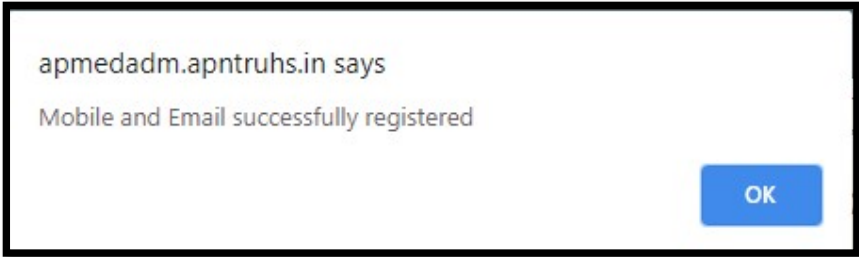 apmedadm.apntruhs.in says
Mobile and Email successfully registered
OK